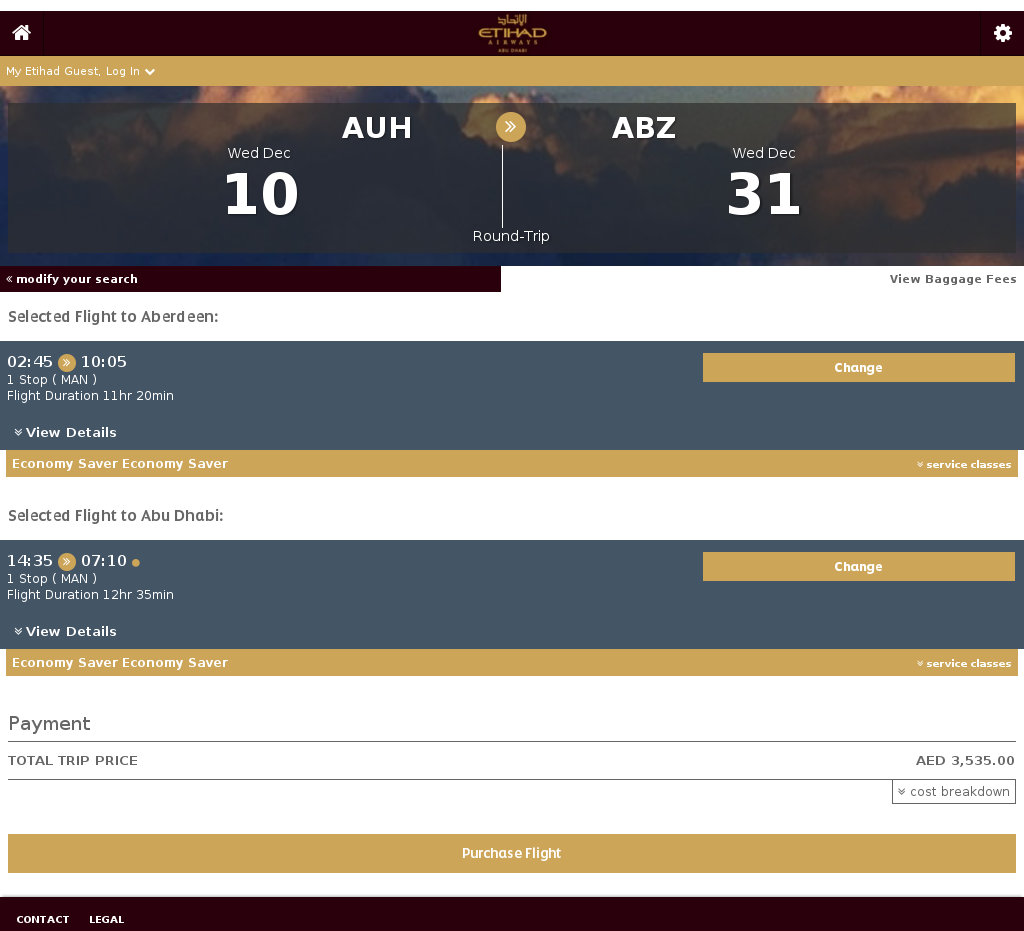 الإتحاد
ETIHAD
AIRWAYS
ABU DHABI
My Etihad Guest, Log In
AUH
ABZ
Wed Dec
10
Wed Dec
31
Round-Trip
« modify your search
View Baggage Fees
Selected Flight to Aberdeen:
02:45 » 10:05
1 Stop ( MAN )
Flight Duration 11hr 20min
Change
View Details
Economy Saver Economy Saver
service classes
Selected Flight to Abu Dhabi:
14:35 » 07:10
1 Stop ( MAN )
Flight Duration 12hr 35min
Change
View Details
Economy Saver Economy Saver
service classes
Payment
TOTAL TRIP PRICE AED 3,535.00
cost breakdown
Purchase Flight
CONTACT LEGAL